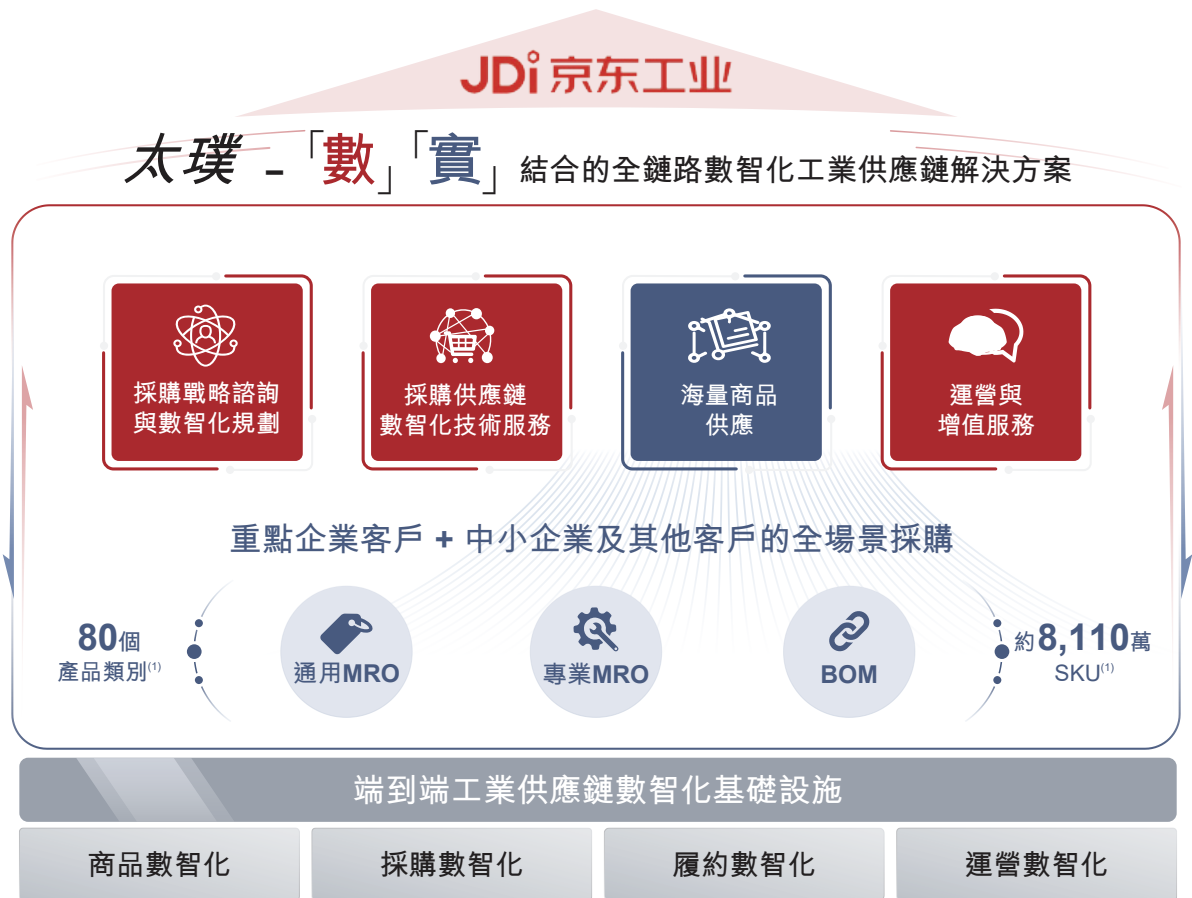 JDi 京东工业
太璞 – 「數」「實」結合的全鏈路數智化工業供應鏈解決方案
採購戰略諮詢
與數智化規劃
採購供應鏈
數智化技術服務
海量商品
供應
運營與
增值服務
重點企業客戶 + 中小企業及其他客戶的全場景採購
80個
產品類別(1)
通用MRO
專業MRO
BOM
約8,110萬
SKU(1)
端到端工業供應鏈數智化基礎設施
商品數智化
採購數智化
履約數智化
運營數智化